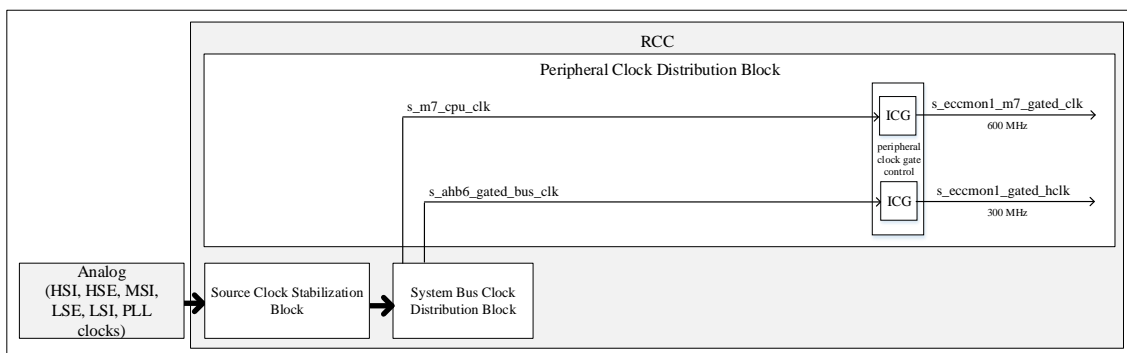 RCC
Peripheral Clock Distribution Block
s_m7_cpu_clk
ICG
s_eccmon1_m7_gated_clk
600 MHz
peripheral
clock gate
control
s_ahb6_gated_bus_clk
ICG
s_eccmon1_gated_hclk
300 MHz
Analog
(HSI, HSE, MSI,
LSE, LSI, PLL
clocks)
Source Clock Stabilization
Block
System Bus Clock
Distribution Block